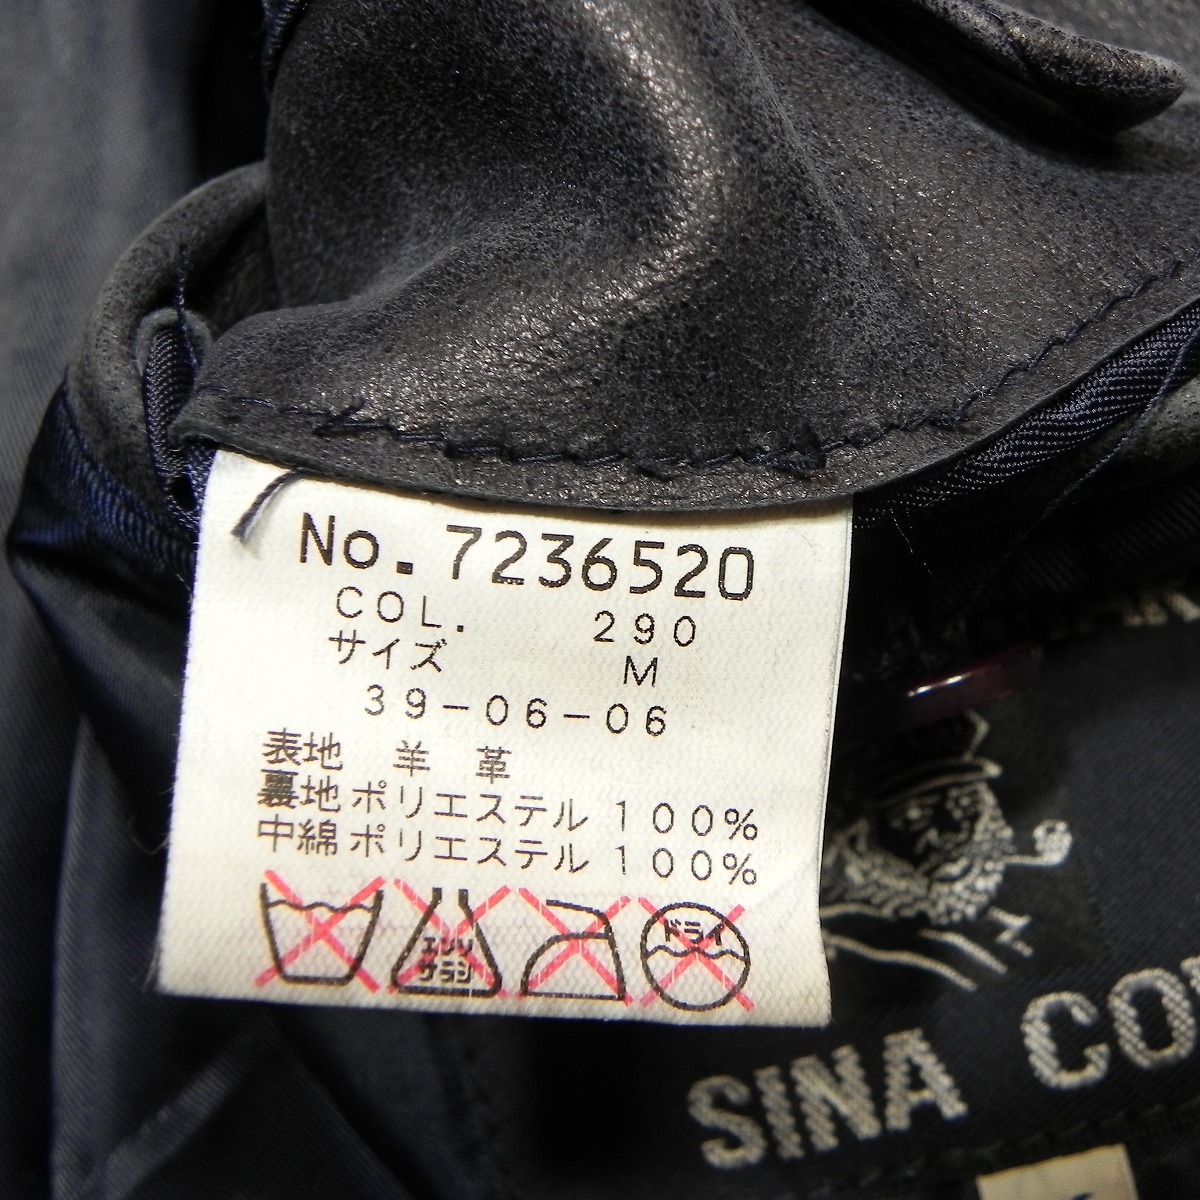 No. 7236520
COL. 290
サイズ M
39-06-06
表地 羊 革
裏地 ポリエステル 100%
中綿 ポリエステル 100%
エンソ
サラシ
ドライ
SINA CO